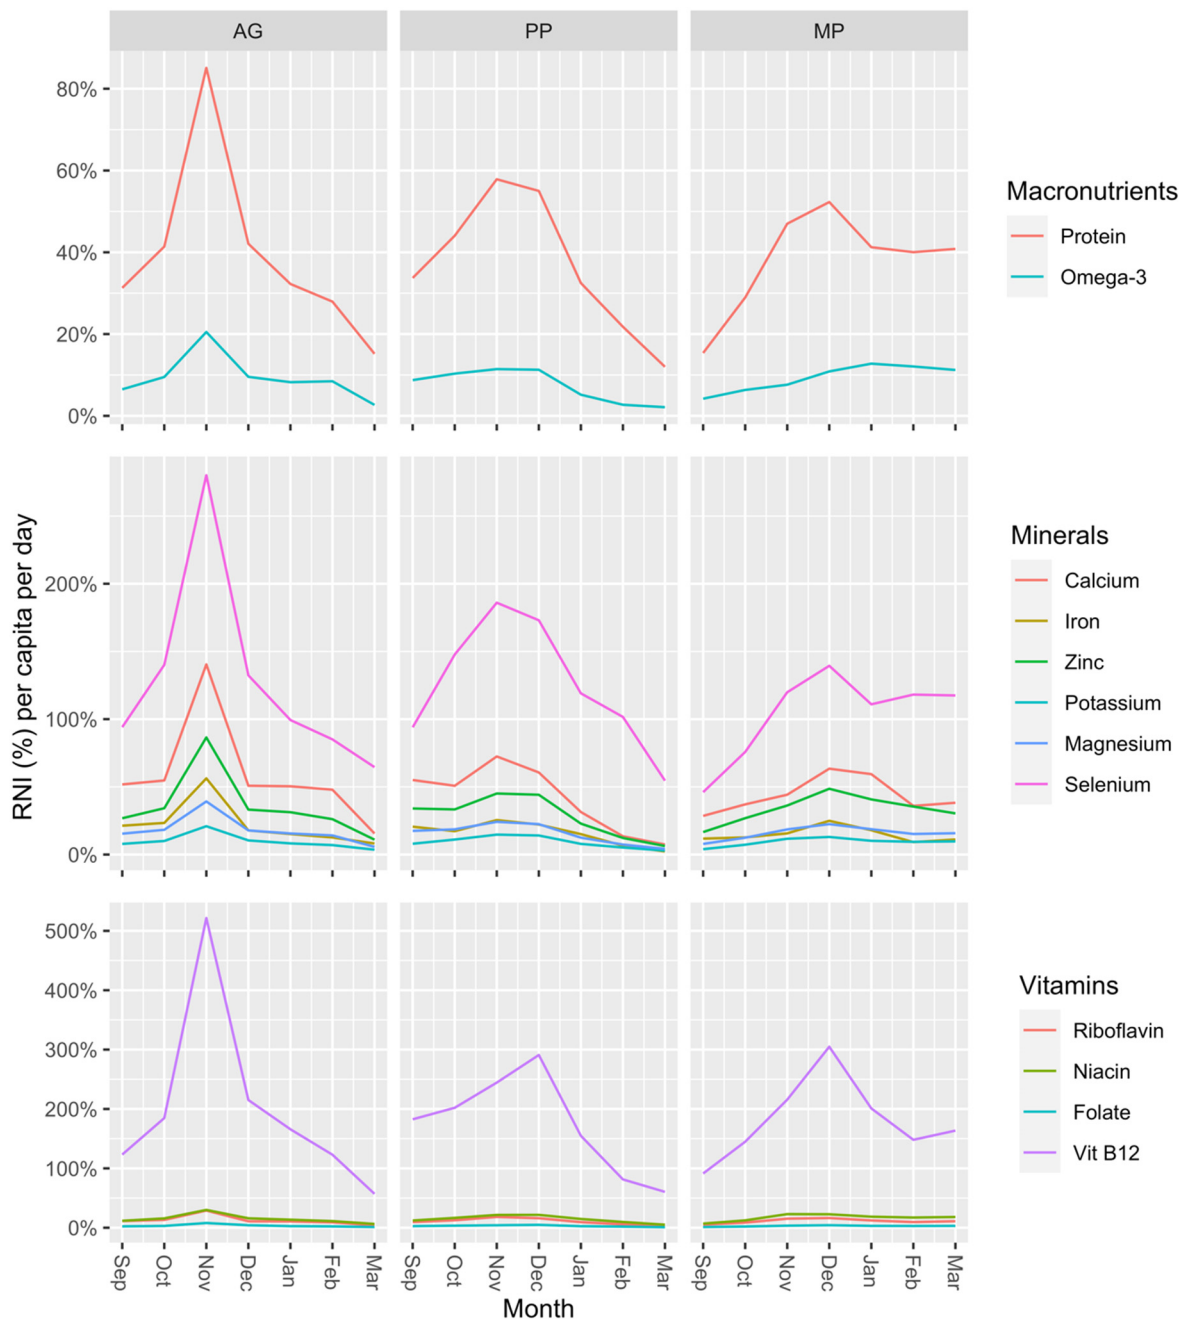 AG PP MP
80%
60%
40%
20%
0%
Macronutrients
Protein
Omega-3
RNI (%) per capita per day
200%
100%
0%
Minerals
Calcium
Iron
Zinc
Potassium
Magnesium
Selenium
500%
400%
300%
200%
100%
0%
Vitamins
Riboflavin
Niacin
Folate
Vit B12
Sep Oct Nov Dec Jan Feb Mar Sep Oct Nov Dec Jan Feb Mar Sep Oct Nov Dec Jan Feb Mar
Month